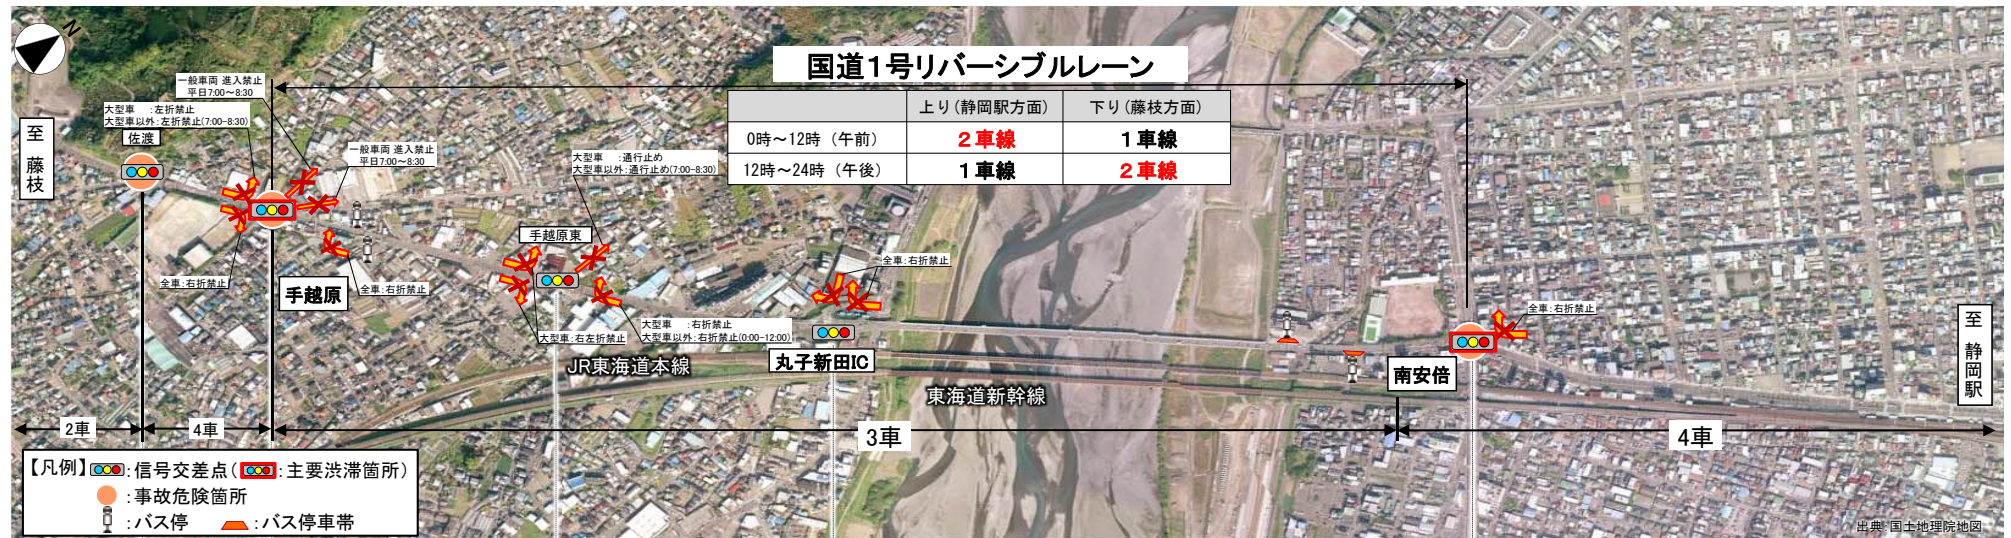 N
国道1号リバーシブルレーン
上り(静岡駅方面) 下り(藤枝方面)
0時～12時 (午前) 2車線 1車線
12時～24時 (午後) 1車線 2車線
至 藤枝
一般車両 進入禁止
平日7:00～8:30
大型車 :左折禁止
大型車以外:左折禁止(7:00-8:30)
佐渡
一般車両 進入禁止
平日7:00～8:30
全車:右折禁止
手越原
全車:右折禁止
大型車 :通行止め
大型車以外:通行止め(7:00-8:30)
手越原東
大型車:右左折禁止
大型車 :右折禁止
大型車以外:右折禁止(0:00-12:00)
全車:右折禁止
丸子新田IC
JR東海道本線
東海道新幹線
全車:右折禁止
南安倍
至 静岡駅
2車
4車
3車
4車
【凡例】 :信号交差点( :主要渋滞箇所)
:事故危険箇所
:バス停 :バス停車帯
出典:国土地理院地図